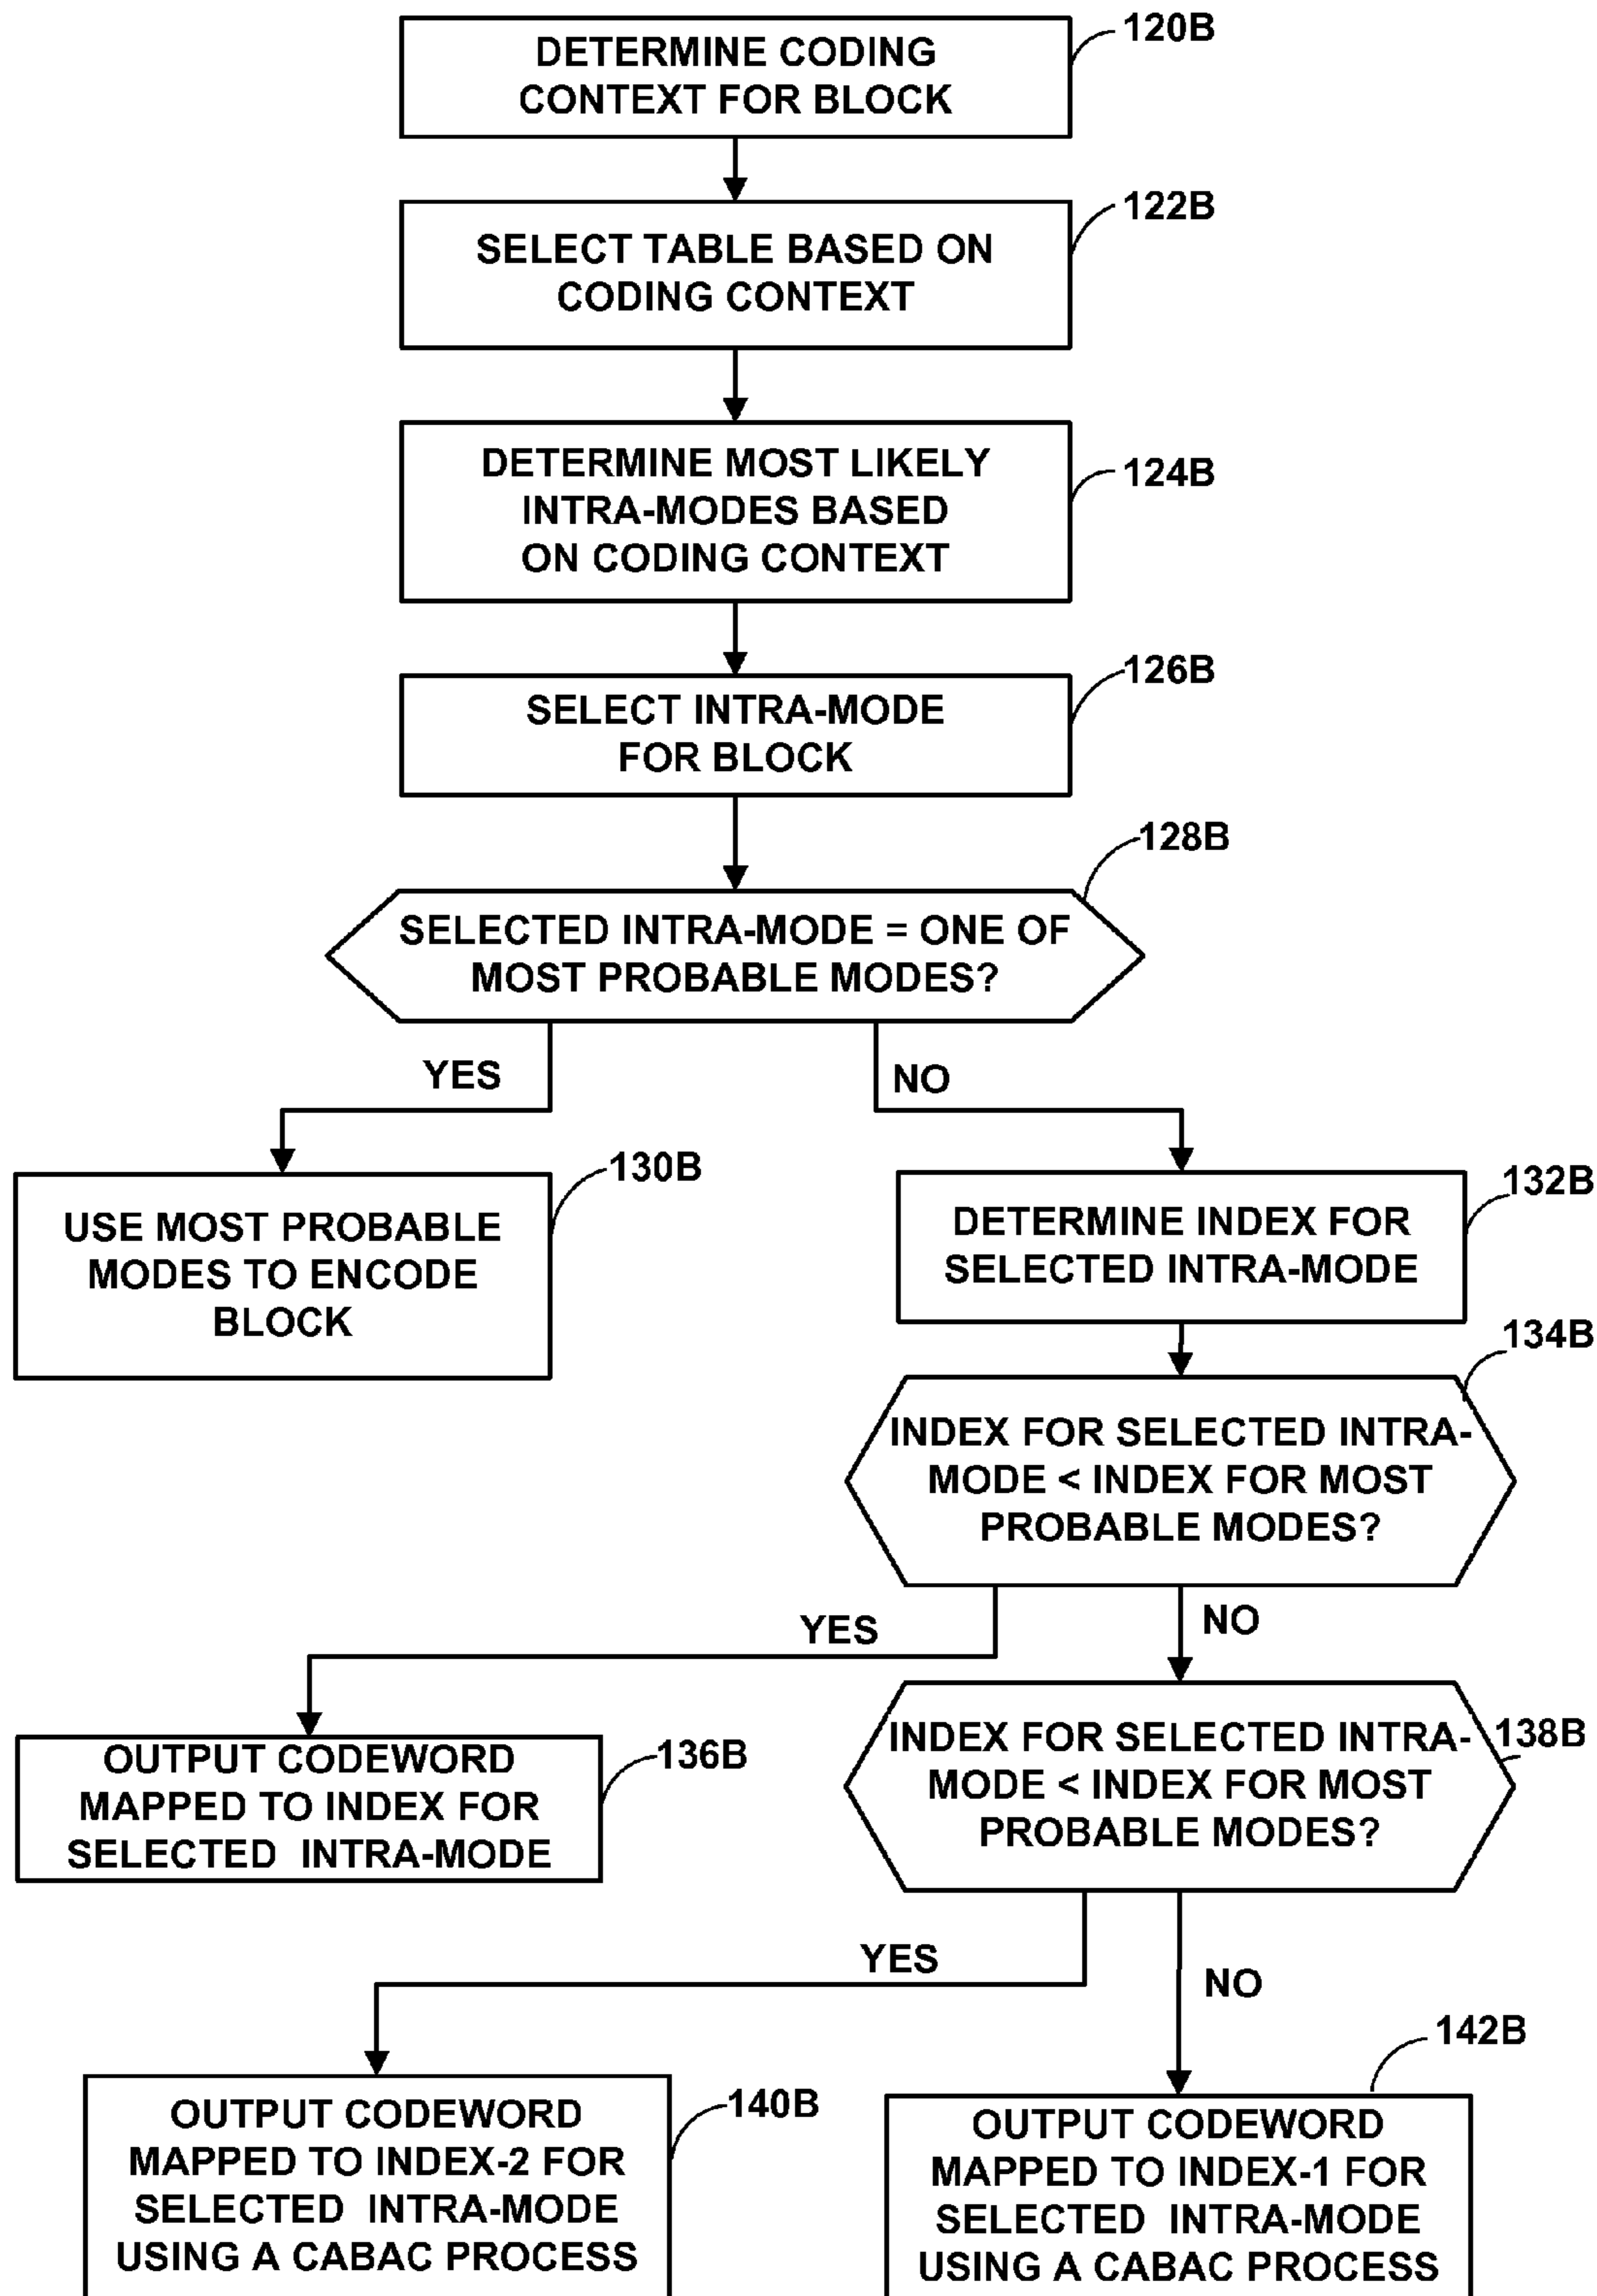 120B
DETERMINE CODING
CONTEXT FOR BLOCK
122B
SELECT TABLE BASED ON
CODING CONTEXT
124B
DETERMINE MOST LIKELY
INTRA-MODES BASED
ON CODING CONTEXT
126B
SELECT INTRA-MODE
FOR BLOCK
128B
SELECTED INTRA-MODE = ONE OF
MOST PROBABLE MODES?
YES
NO
130B
USE MOST PROBABLE
MODES TO ENCODE
BLOCK
132B
DETERMINE INDEX FOR
SELECTED INTRA-MODE
134B
INDEX FOR SELECTED INTRA-
MODE < INDEX FOR MOST
PROBABLE MODES?
YES
NO
136B
OUTPUT CODEWORD
MAPPED TO INDEX FOR
SELECTED INTRA-MODE
138B
INDEX FOR SELECTED INTRA-
MODE < INDEX FOR MOST
PROBABLE MODES?
YES
NO
140B
OUTPUT CODEWORD
MAPPED TO INDEX-2 FOR
SELECTED INTRA-MODE
USING A CABAC PROCESS
142B
OUTPUT CODEWORD
MAPPED TO INDEX-1 FOR
SELECTED INTRA-MODE
USING A CABAC PROCESS